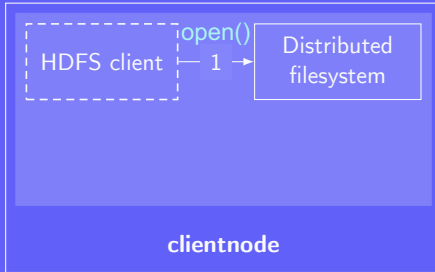 open()
HDFS client
1
Distributed
filesystem
clientnode